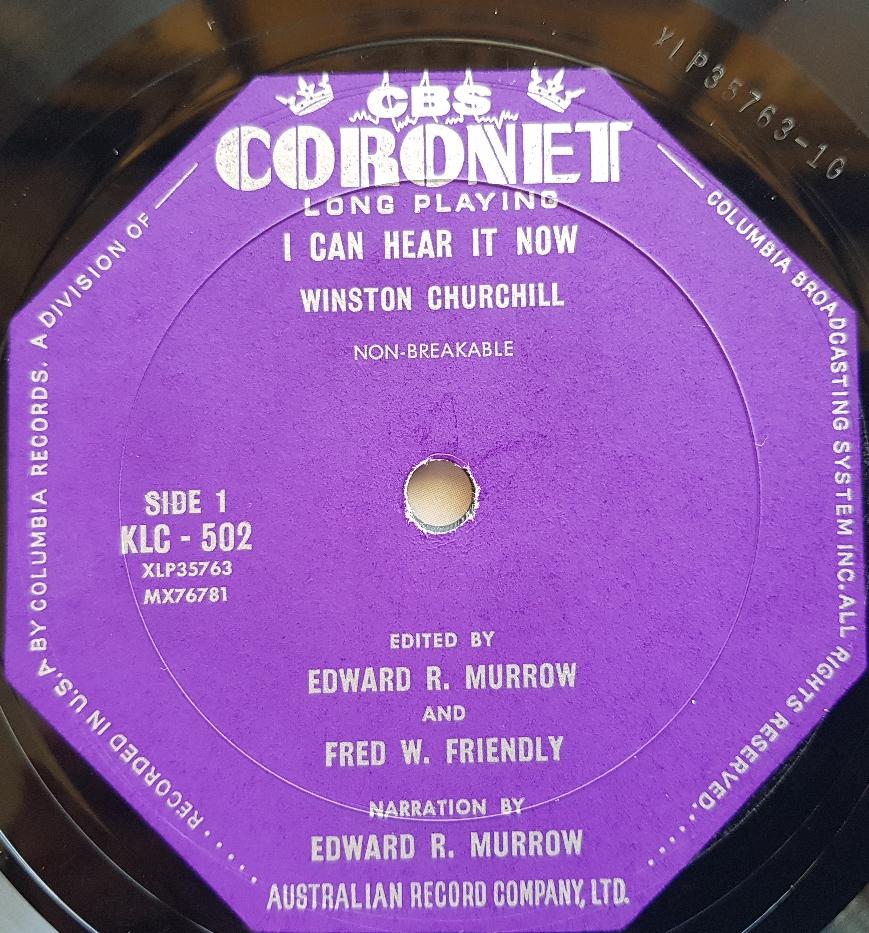 CBS
CORONET
LONG PLAYING
I CAN HEAR IT NOW
WINSTON CHURCHILL
NON-BREAKABLE
SIDE 1
KLC - 502
XLP35763
MX76781
EDITED BY
EDWARD R. MURROW
AND
FRED W. FRIENDLY
NARRATION BY
EDWARD R. MURROW
AUSTRALIAN RECORD COMPANY, LTD.
..... RECORDED IN U.S.A BY COLUMBIA RECORDS. A DIVISION OF —
— COLUMBIA BROADCASTING SYSTEM INC. ALL RIGHTS RESERVED.....
XLP35763-1G